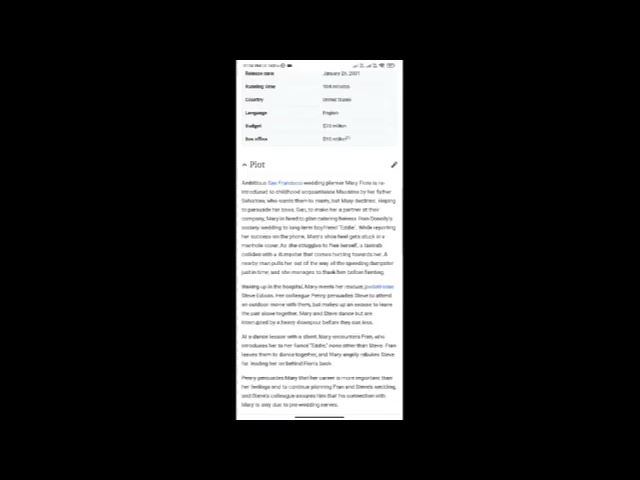 Release date January 26, 2001
Running time minutes
Country United States
Language English
Budget million
Box office million
Plot
Ambitious San Francisco wedding planner Mary Fiore is re-
introduced to childhood acquaintance Massimo by her father
Salvatore, who wants them to marry, but Mary declines. Hoping
to persuade her boss, Geri, to make her a partner at their
company, Mary is hired to plan catering heiress Fran Donolly's
society wedding to long-term boyfriend "Eddie". While reporting
her success on the phone, Mary's shoe heel gets stuck in a
manhole cover. As she struggles to free herself, a taxicab
collides with a dumpster that comes hurtling towards her. A
nearby man pulls her out of the way of the speeding dumpster
just in time, and she manages to thank him before fainting.
Waking up in the hospital, Mary meets her rescuer, pediatrician
Steve Edison. Her colleague Penny persuades Steve to attend
an outdoor movie with them, but makes up an excuse to leave
the pair alone together. Mary and Steve dance but are
interrupted by a heavy downpour before they can kiss.
At a dance lesson with a client, Mary encounters Fran, who
introduces her to her fiancé "Eddie," none other than Steve. Fran
leaves them to dance together, and Mary angrily rebukes Steve
for leading her on behind Fran's back.
Penny persuades Mary that her career is more important than
her feelings and to continue planning Fran and Steve's wedding,
and Steve's colleague assures him that his connection with
Mary is only due to pre-wedding nerves.